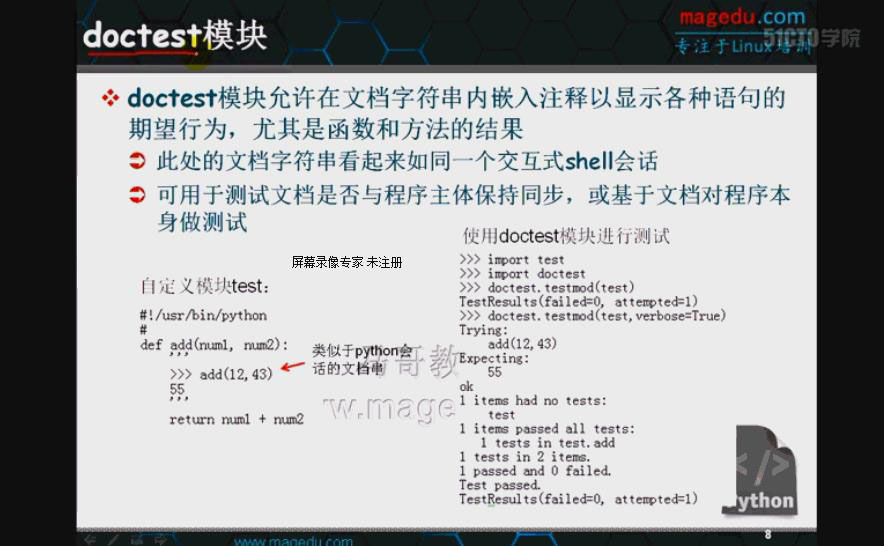 doctest模块
magedu.com
专注于Linux培训
51CTO学院
doctest模块允许在文档字符串内嵌入注释以显示各种语句的
期望行为，尤其是函数和方法的结果
此处的文档字符串看起来如同一个交互式shell会话
可用于测试文档是否与程序主体保持同步，或基于文档对程序本
身做测试
屏幕录像专家 未注册
自定义模块test：
#!/usr/bin/python
#
def add(num1, num2):
'''
>>> add(12,43)
55
'''
return num1 + num2
类似于python会
话的文档串
使用doctest模块进行测试
>>> import test
>>> import doctest
>>> doctest.testmod(test)
TestResults(failed=0, attempted=1)
>>> doctest.testmod(test,verbose=True)
Trying:
add(12,43)
Expecting:
55
ok
1 items had no tests:
test
1 items passed all tests:
1 tests in test.add
1 tests in 2 items.
1 passed and 0 failed.
Test passed.
TestResults(failed=0, attempted=1)
哥教
w.mage
</>
python
www.magedu.com
8